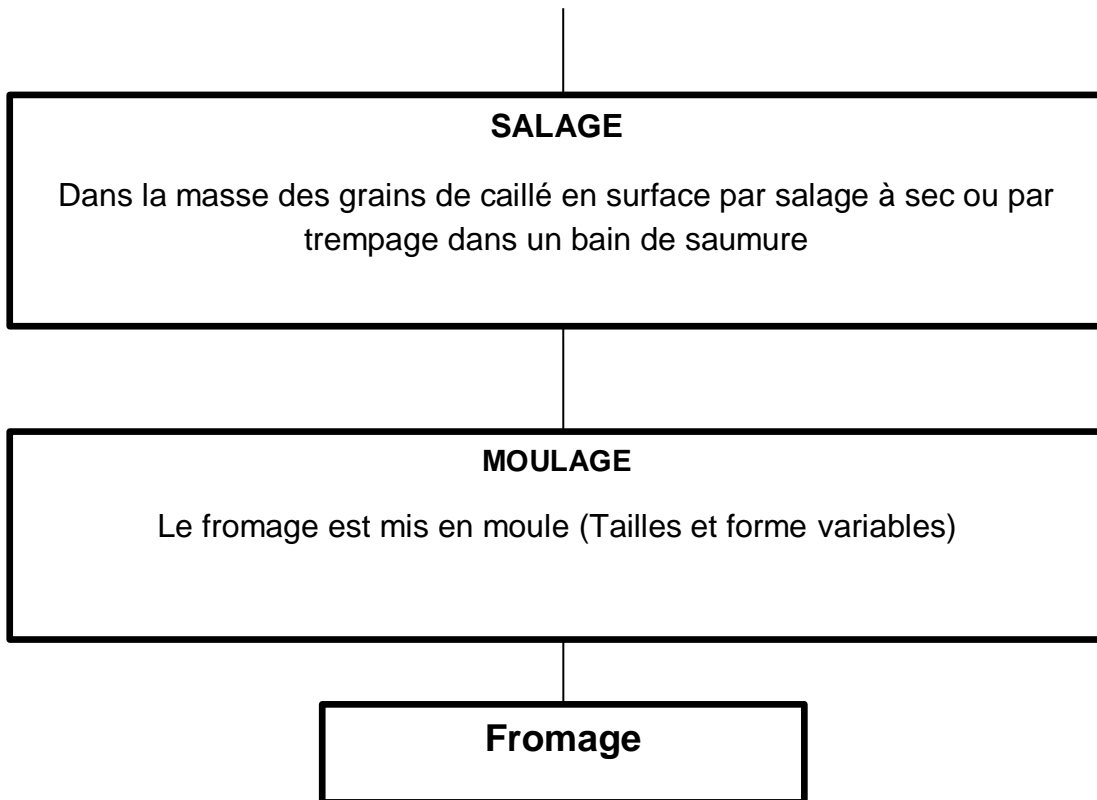 SALAGE
Dans la masse des grains de caillé en surface par salage à sec ou par
trempage dans un bain de saumure
MOULAGE
Le fromage est mis en moule (Tailles et forme variables)
Fromage